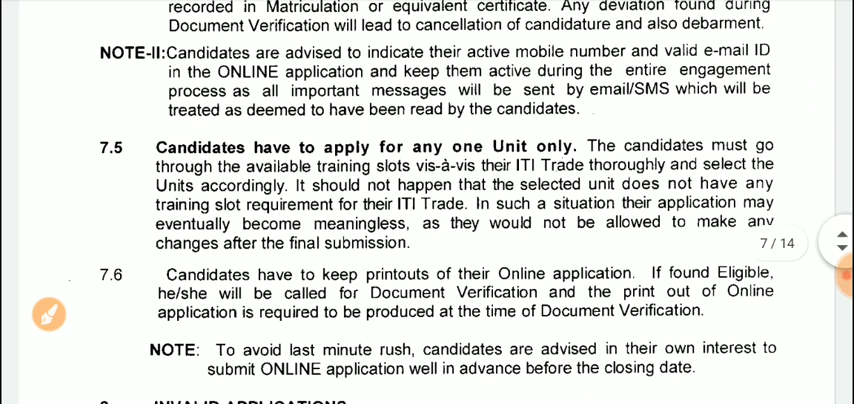 recorded in Matriculation or equivalent certificate. Any deviation found during
Document Verification will lead to cancellation of candidature and also debarment.
NOTE-II:Candidates are advised to indicate their active mobile number and valid e-mail ID
in the ONLINE application and keep them active during the entire engagement
process as all important messages will be sent by email/SMS which will be
treated as deemed to have been read by the candidates.
7.5 Candidates have to apply for any one Unit only. The candidates must go
through the available training slots vis-à-vis their ITI Trade thoroughly and select the
Units accordingly. It should not happen that the selected unit does not have any
training slot requirement for their ITI Trade. In such a situation their application may
eventually become meaningless, as they would not be allowed to make any
changes after the final submission.
7 / 14
7.6 Candidates have to keep printouts of their Online application. If found Eligible,
he/she will be called for Document Verification and the print out of Online
application is required to be produced at the time of Document Verification.
NOTE: To avoid last minute rush, candidates are advised in their own interest to
submit ONLINE application well in advance before the closing date.